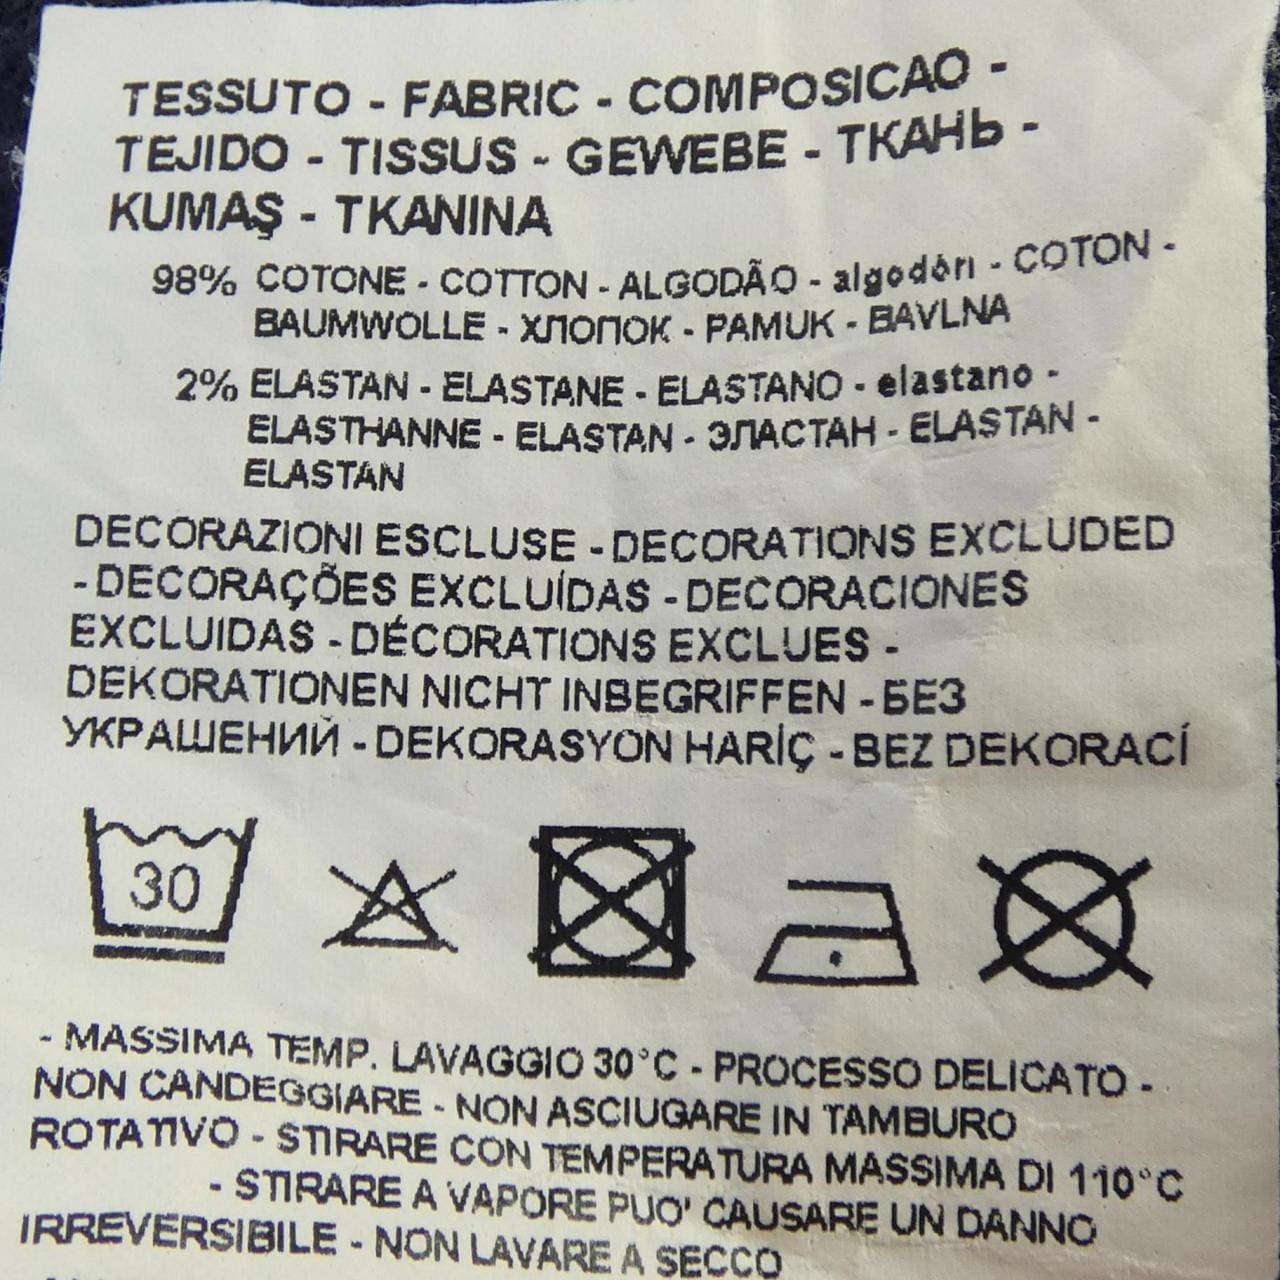 TESSUTO - FABRIC - COMPOSICAO -
TEJIDO - TISSUS - GEWEBE - ТКАНЬ -
KUMAŞ - TKANINA
98% COTONE - COTTON - ALGODÃO - algodón - COTON -
BAUMWOLLE - ХЛОПОК - PAMUK - BAVLNA
2% ELASTAN - ELASTANE - ELASTANO - elastano -
ELASTHANNE - ELASTAN - ЭЛАСТАН - ELASTAN -
ELASTAN
DECORAZIONI ESCLUSE - DECORATIONS EXCLUDED
- DECORAÇÕES EXCLUÍDAS - DECORACIONES
EXCLUIDAS - DÉCORATIONS EXCLUES -
DEKORATIONEN NICHT INBEGRIFFEN - БЕЗ
УКРАШЕНИЙ - DEKORASYON HARİÇ - BEZ DEKORACÍ
30
- MASSIMA TEMP. LAVAGGIO 30°C - PROCESSO DELICATO -
NON CANDEGGIARE - NON ASCIUGARE IN TAMBURO
ROTATIVO - STIRARE CON TEMPERATURA MASSIMA DI 110°C
- STIRARE A VAPORE PUO' CAUSARE UN DANNO
IRREVERSIBILE - NON LAVARE A SECCO